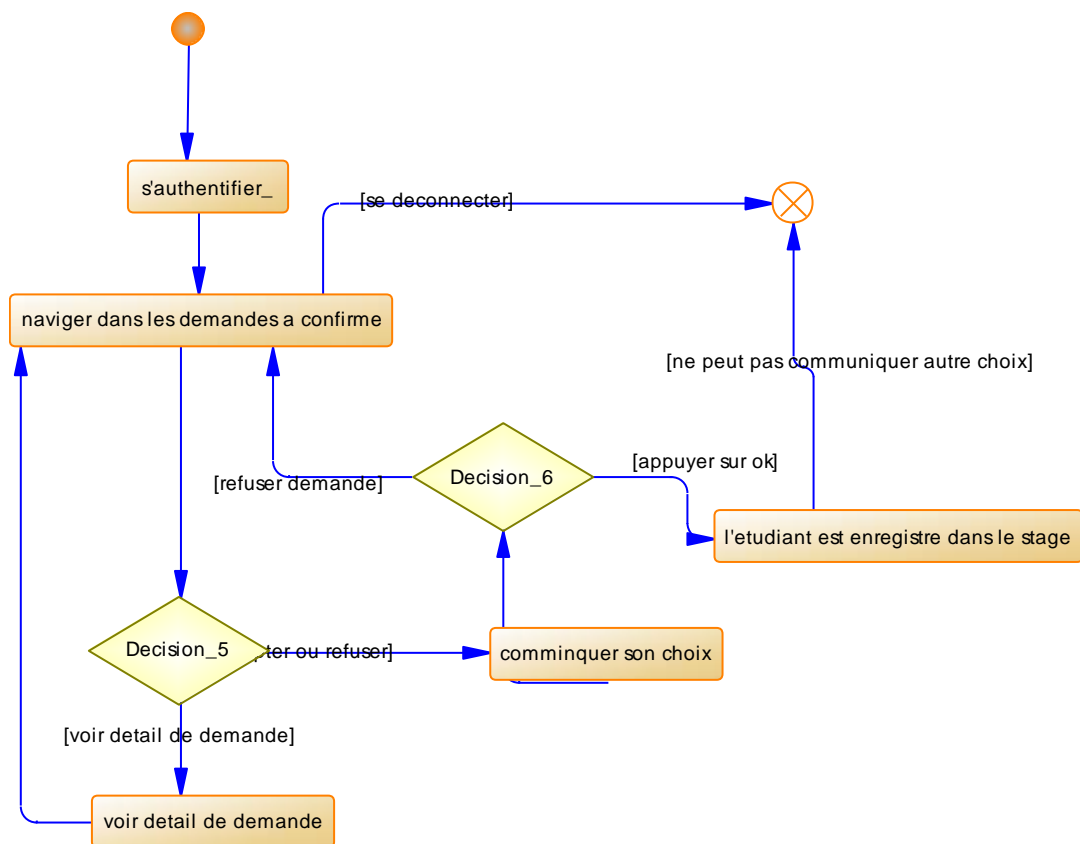 s'authentifier_
[se deconnecter]
naviger dans les demandes a confirme
[ne peut pas communiquer autre choix]
[appuyer sur ok]
Decision_6
[refuser demande]
l'etudiant est enregistre dans le stage
Decision_5
ou refuser]
comminquer son choix
[voir detail de demande]
voir detail de demande